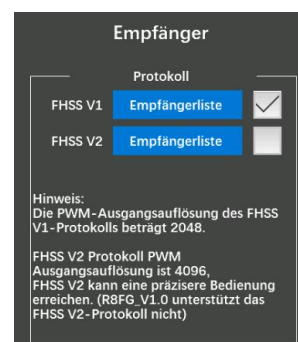 Empfänger
Protokoll
FHSS V1 Empfängerliste
FHSS V2 Empfängerliste
Hinweis:
Die PWM-Ausgangsauflösung des FHSS
V1-Protokolls beträgt 2048.
FHSS V2 Protokoll PWM
Ausgangsauflösung ist 4096,
FHSS V2 kann eine präzisere Bedienung
erreichen. (R8FG_V1.0 unterstützt das
FHSS V2-Protokoll nicht)